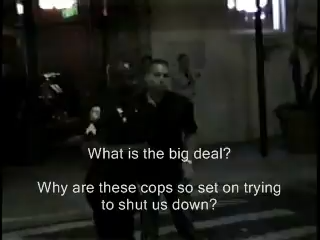 What is the big deal?
Why are these cops so set on trying
to shut us down?